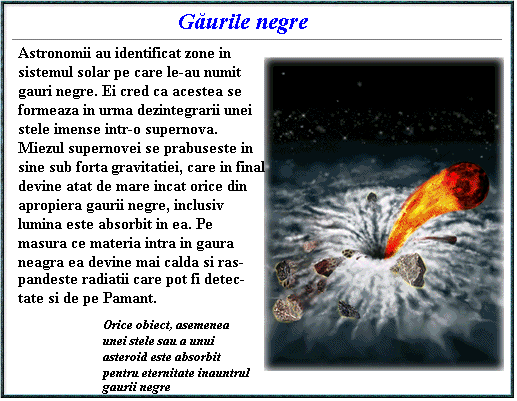 Găurile negre
Astronomii au identificat zone in
sistemul solar pe care le-au numit
gauri negre. Ei cred ca acestea se
formeaza in urma dezintegrarii unei
stele imense intr-o supernova.
Miezul supernovei se prabuseste in
sine sub forta gravitatiei, care in final
devine atat de mare incat orice din
apropiera gaurii negre, inclusiv
lumina este absorbit in ea. Pe
masura ce materia intra in gaura
neagra ea devine mai calda si ras-
pandeste radiatii care pot fi detec-
tate si de pe Pamant.
Orice obiect, asemenea
unei stele sau a unui
asteroid este absorbit
pentru eternitate inauntrul
gaurii negre